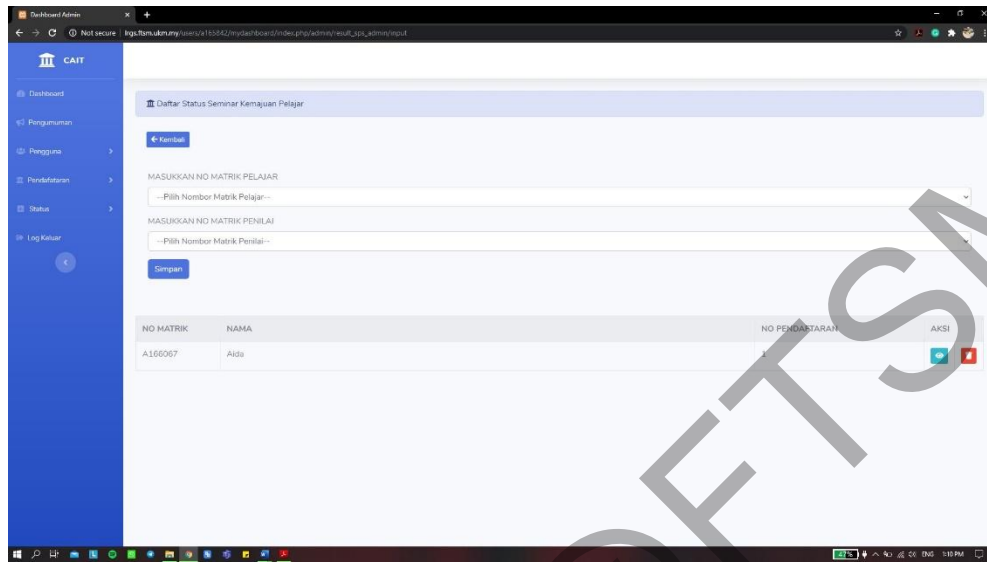 Dashboard Admin
Not secure lrgs.ftsm.ukm.my/users/a165842/mydashboard/index.php/admin/result_sps_admin/input
CAIT
Dashboard
Pengumuman
Pengguna
Pendaftaran
Status
Log Keluar
Daftar Status Seminar Kemajuan Pelajar
Kembali
MASUKKAN NO MATRIK PELAJAR
---Pilih Nombor Matrik Pelajar---
MASUKKAN NO MATRIK PENILAI
---Pilih Nombor Matrik Penilai---
Simpan
NO MATRIK NAMA NO PENDAFTARAN AKSI
A166067 Aida 1
47% ENG